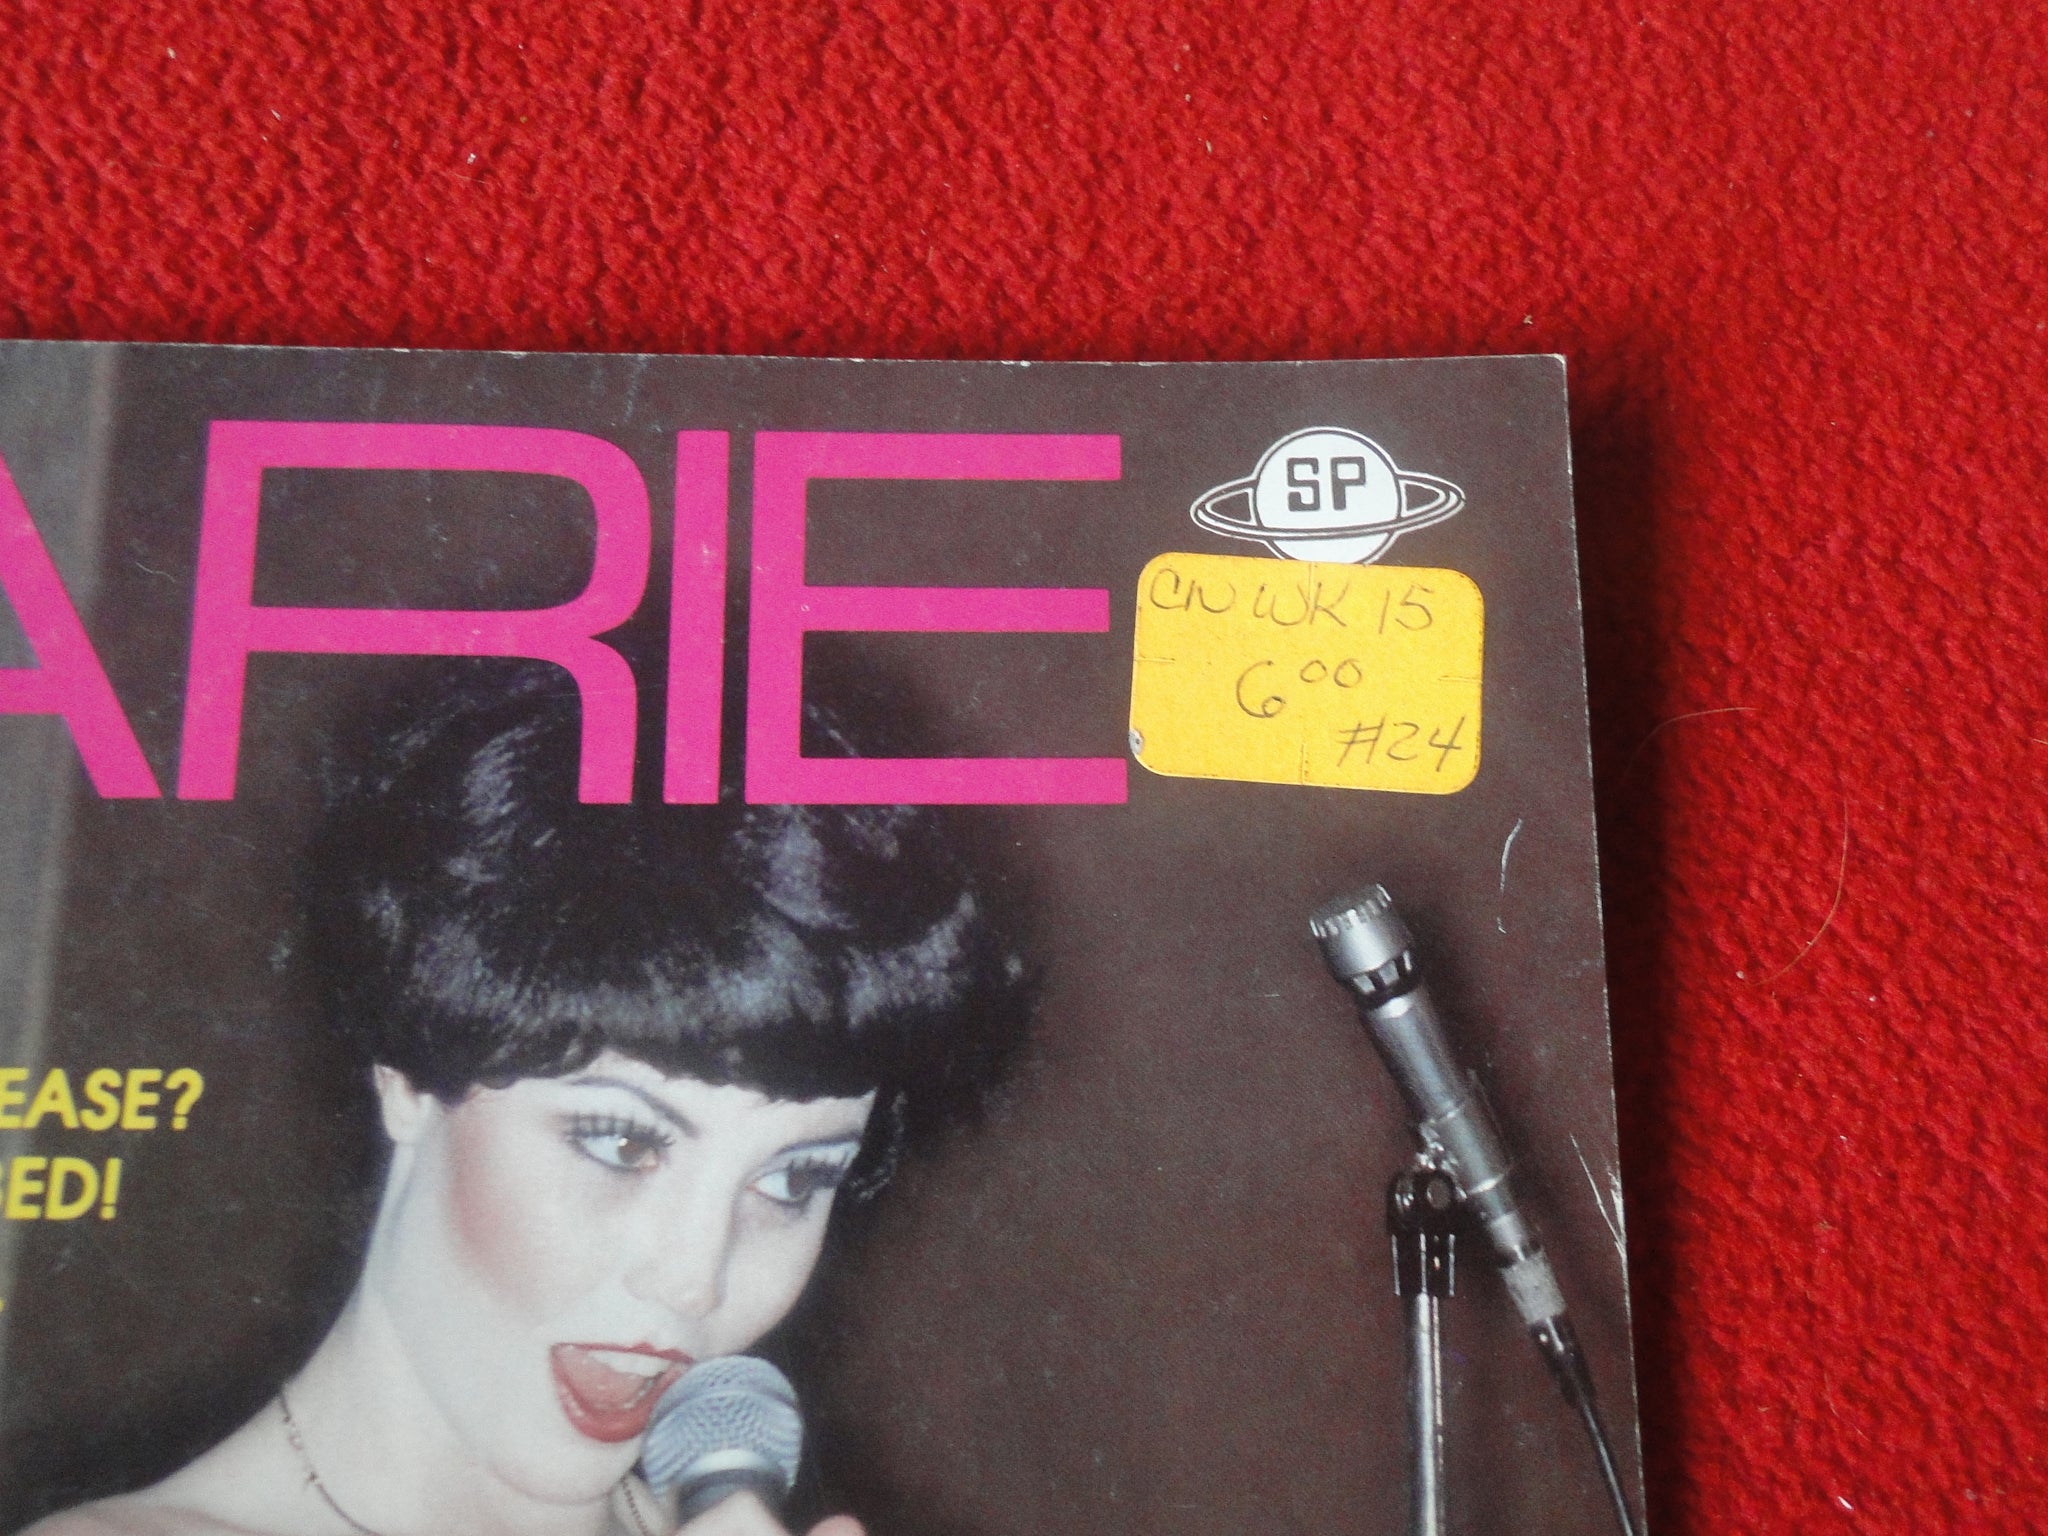 ARIE
SP
CN WK 15
6.00
#24
EASE?
BED!